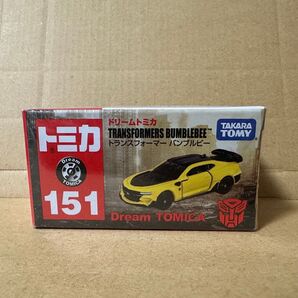 トミカ
Dream
TOMICA
151
ドリームトミカ
TRANSFORMERS BUMBLEBEE
トランスフォーマー バンブルビー
TAKARA
TOMY
Dream TOMICA